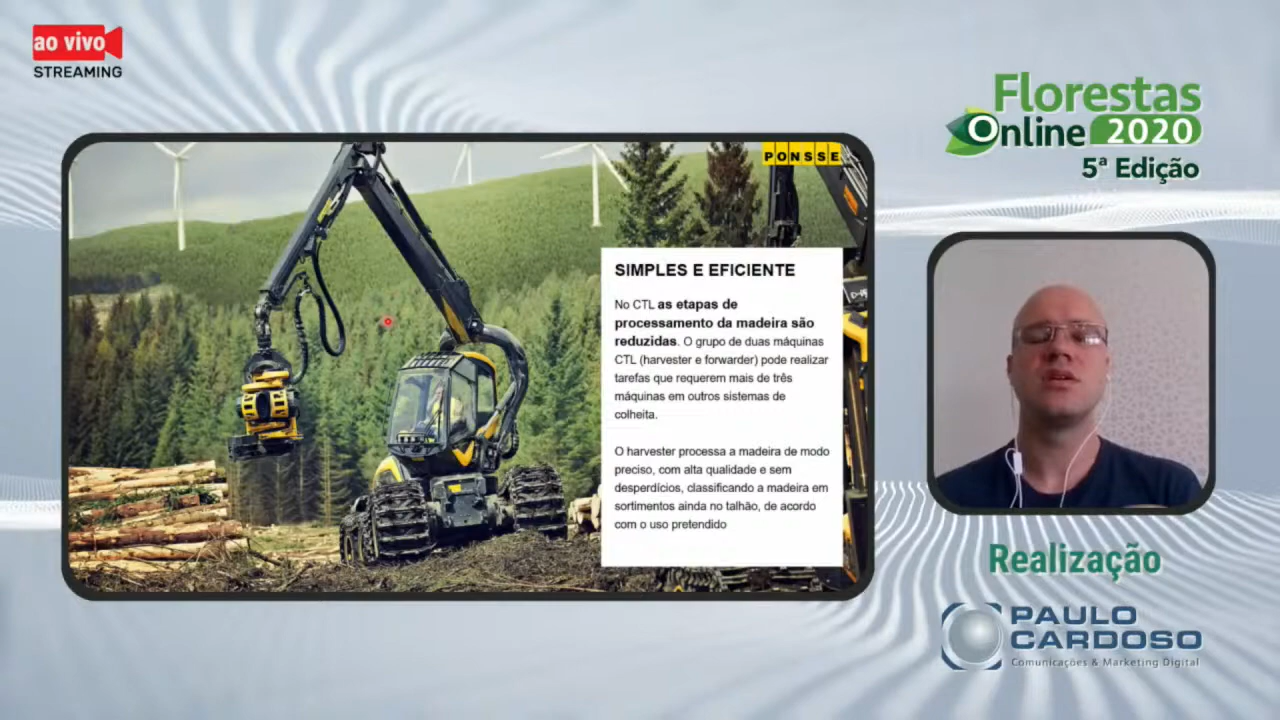 ao vivo
STREAMING
Florestas
Online 2020
5ª Edição
PONSSE
SIMPLES E EFICIENTE
No CTL as etapas de
processamento da madeira são
reduzidas. O grupo de duas máquinas
CTL (harvester e forwarder) pode realizar
tarefas que requerem mais de três
máquinas em outros sistemas de
colheita.
O harvester processa a madeira de modo
preciso, com alta qualidade e sem
desperdícios, classificando a madeira em
sortimentos ainda no talhão, de acordo
com o uso pretendido
Realização
PAULO
CARDOSO
Comunicações & Marketing Digital